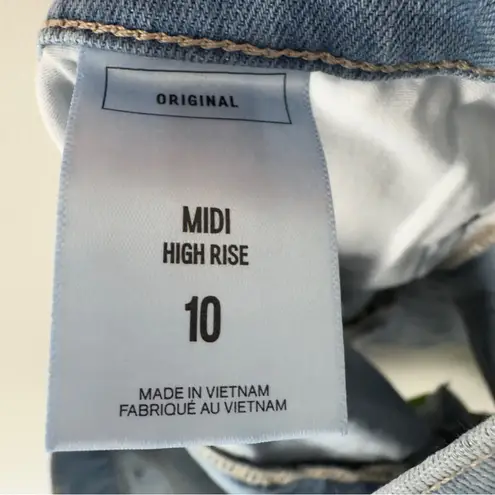 ORIGINAL
MIDI
HIGH RISE
10
MADE IN VIETNAM
FABRIQUÉ AU VIETNAM